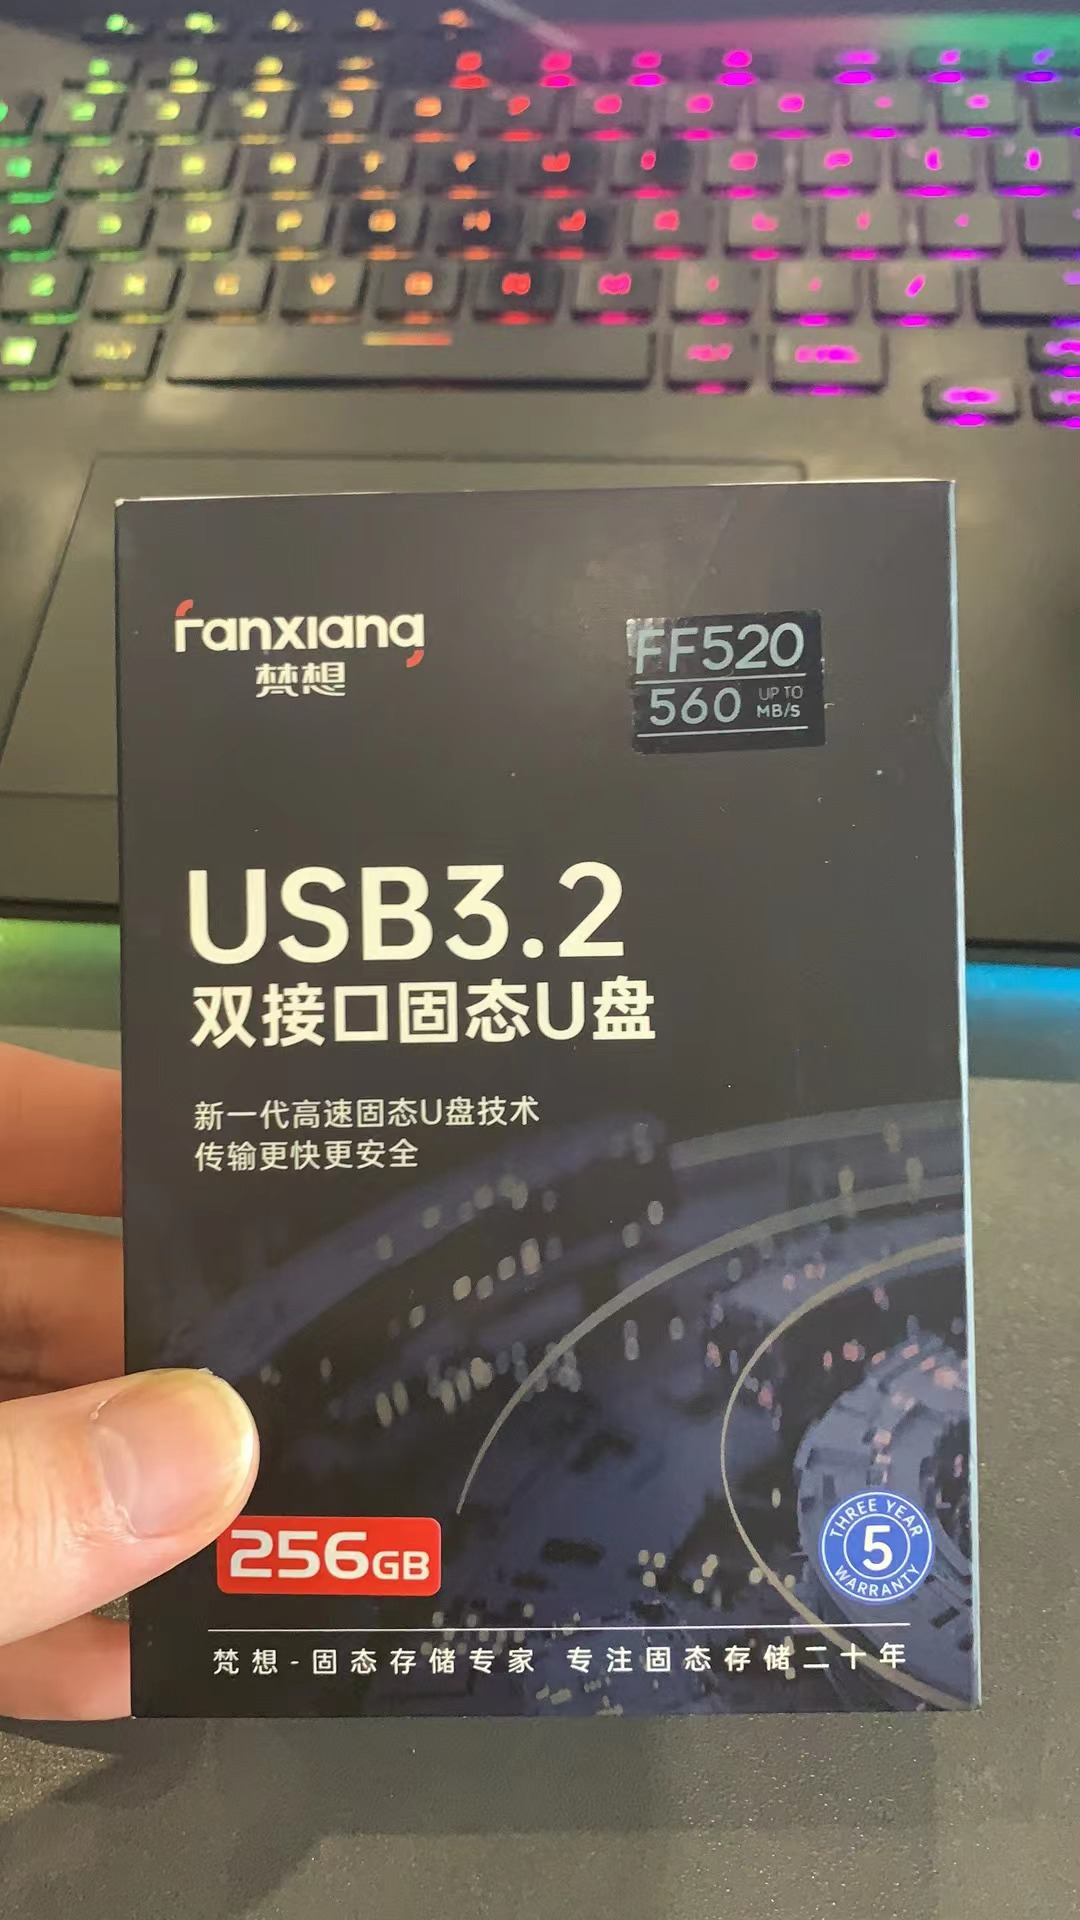 fanxiang
梵想
FF520
560 UP TO MB/s
USB3.2
双接口固态U盘
新一代高速固态U盘技术
传输更快更安全
256GB
THREE YEAR
5
WARRANTY
梵想-固态存储专家 专注固态存储二十年